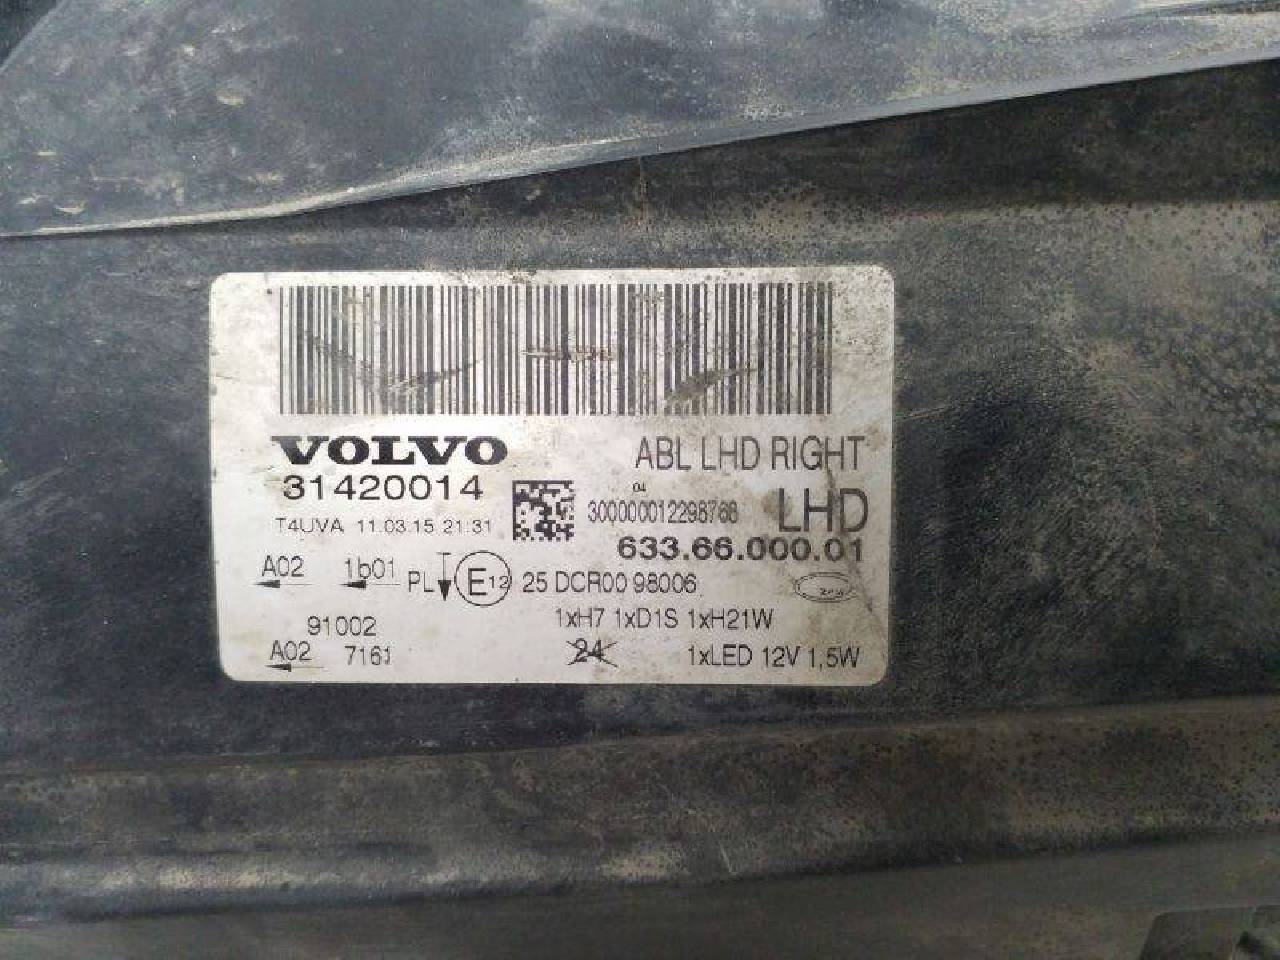 VOLVO
31420014
T4UVA 11.03.15 21:31
ABL LHD RIGHT
04
300000012298768
LHD
633.66.000.01
A02 1b01 PL E12 25 DCR00 98006
91002
A02 7161
1xH7 1xD1S 1xH21W
24 1xLED 12V 1,5W